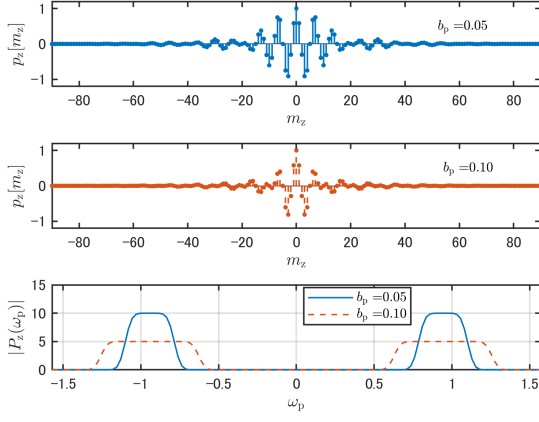 1
0
-1
p_z[m_z]
b_p =0.05
-80 -60 -40 -20 0 20 40 60 80
m_z
1
0
-1
p_z[m_z]
b_p =0.10
-80 -60 -40 -20 0 20 40 60 80
m_z
15
10
5
0
|P_z(ω_p)|
b_p =0.05
b_p =0.10
-1.5 -1 -0.5 0 0.5 1 1.5
ω_p